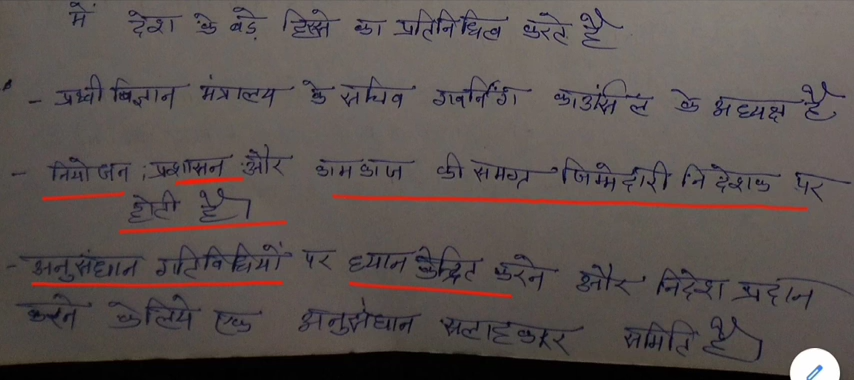 में देश के बड़े हिस्से का प्रतिनिधित्व करते है
- पृथ्वी विज्ञान मंत्रालय के सचिव गवर्निंग काउंसिल के अध्यक्ष है
- नियोजन, प्रशासन और कामकाज की समग्र जिम्मेदारी निदेशक पर
होती है।
- अनुसंधान गतिविधियों पर ध्यान केन्द्रित करने और निदेश प्रदान
करने के लिये एक अनुसंधान सलाहकार समिति है।